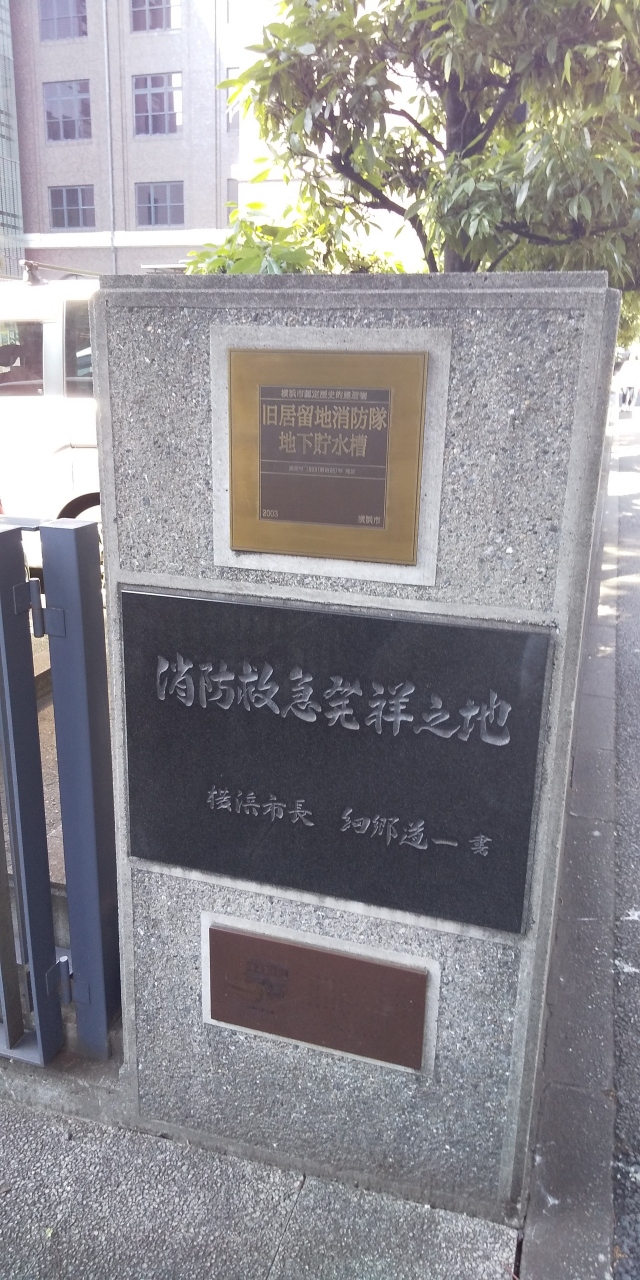 横浜市認定歴史的建造物
旧居留地消防隊
地下貯水槽
2003
横浜市
消防救急発祥之地
横浜市長 細郷道一 書